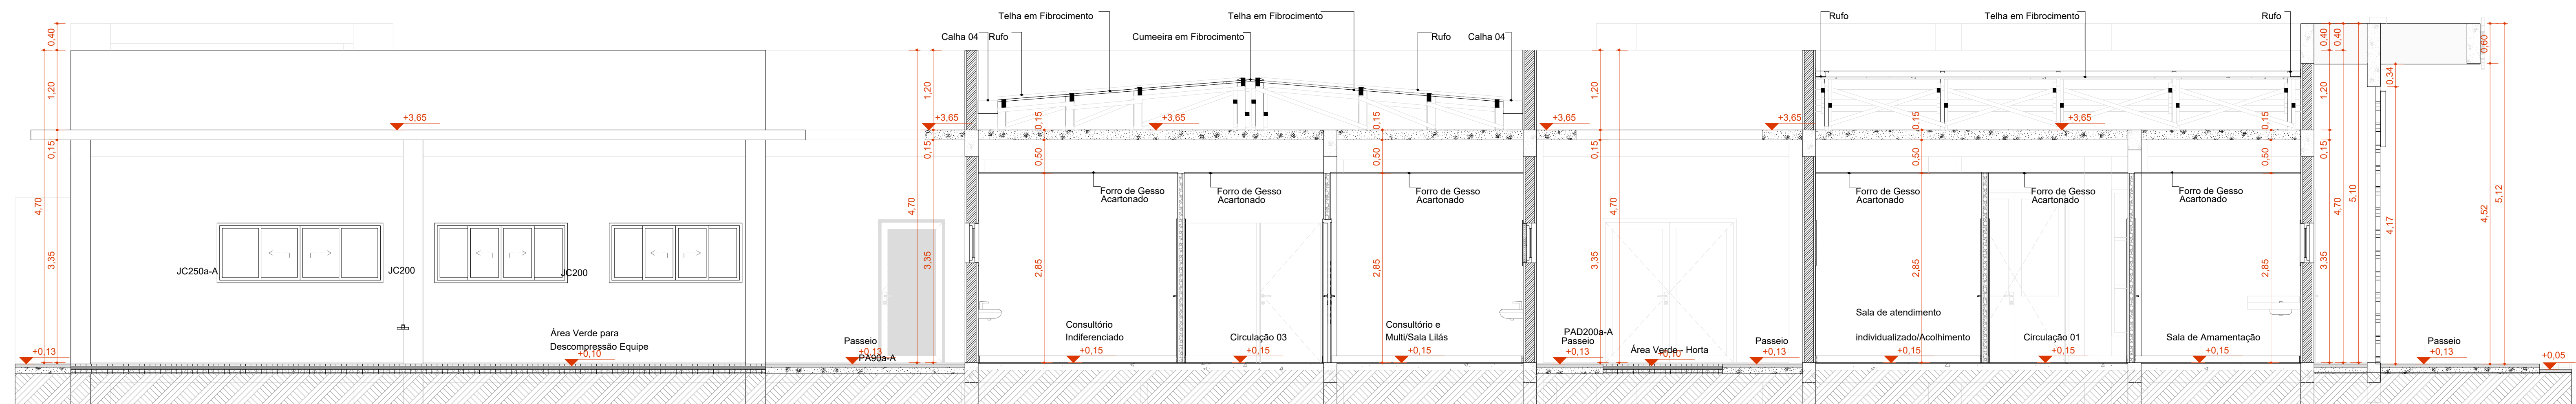 Telha em Fibrocimento
Telha em Fibrocimento
Rufo
Telha em Fibrocimento
Rufo
Calha 04
Rufo
Cumeeira em Fibrocimento
Rufo
Calha 04
0,40
1,20
0,15
3,35
4,70
+3,65
4,70
1,20
0,15
3,35
+3,65
0,15
+3,65
0,15
+3,65
1,20
0,15
3,35
4,70
+3,65
0,15
+3,65
0,15
0,40
0,40
1,20
0,15
3,35
4,70
5,10
0,34
4,17
0,60
4,52
5,12
0,50
2,85
0,50
2,85
0,50
2,85
0,50
2,85
Forro de Gesso
Acartonado
Forro de Gesso
Acartonado
Forro de Gesso
Acartonado
Forro de Gesso
Acartonado
Forro de Gesso
Acartonado
Forro de Gesso
Acartonado
JC250a-A
JC200
JC200
Área Verde para
Descompressão Equipe
+0,13
+0,10
Passeio
+0,13
PA90a-A
Consultório
Indiferenciado
+0,15
Circulação 03
+0,15
Consultório e
Multi/Sala Lilás
+0,15
PAD200a-A
Passeio
+0,13
Área Verde - Horta
+0,10
Passeio
+0,13
Sala de atendimento
individualizado/Acolhimento
+0,15
Circulação 01
+0,15
Sala de Amamentação
+0,15
Passeio
+0,13
+0,05